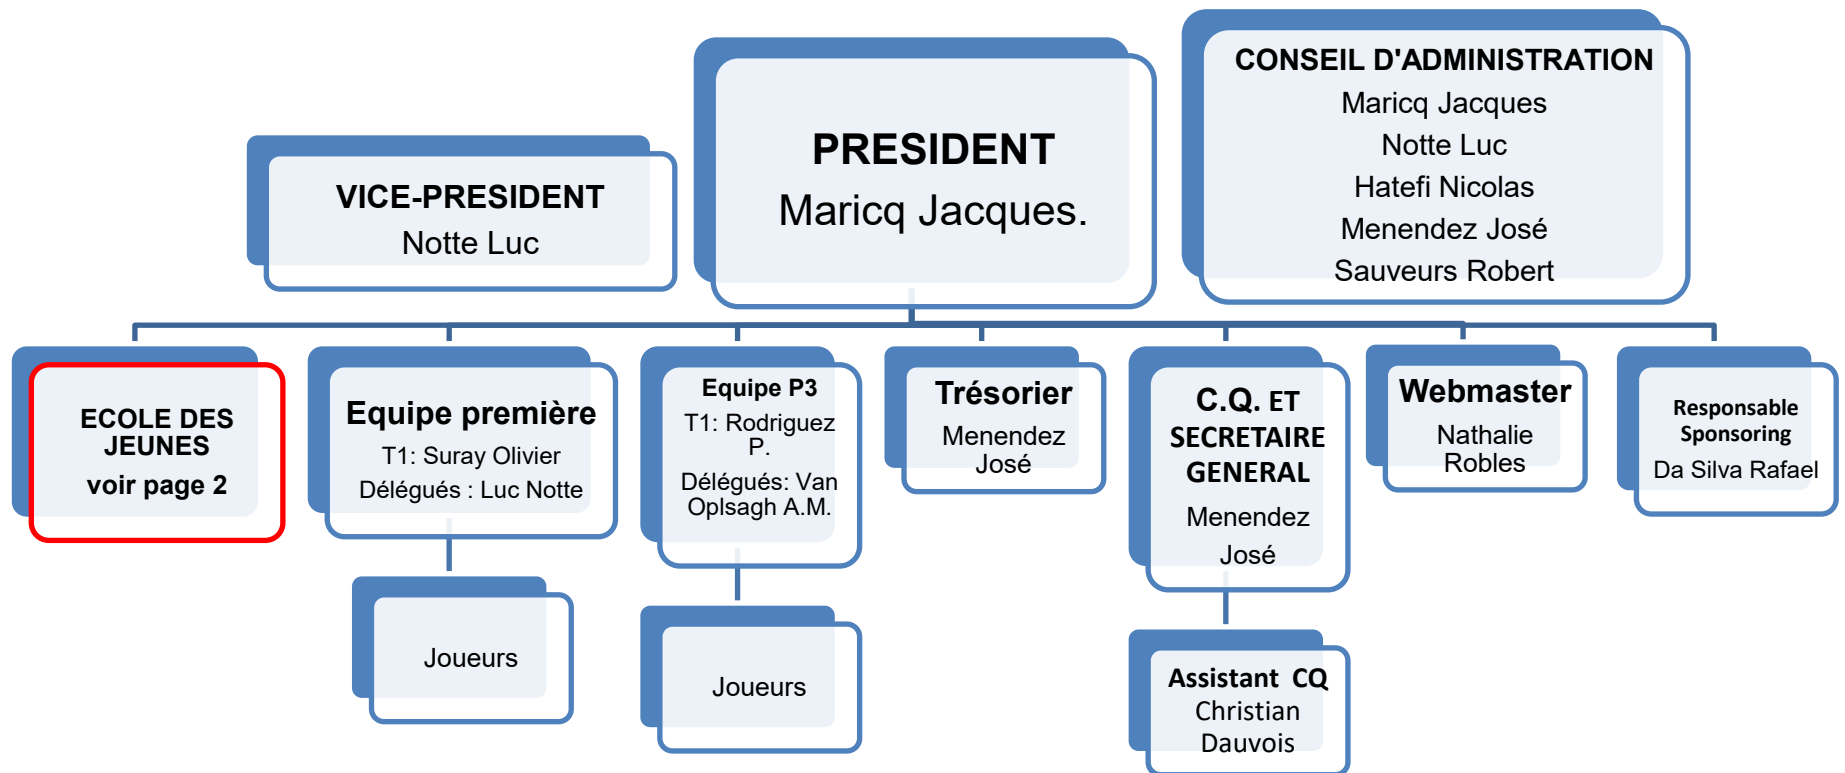 CONSEIL D'ADMINISTRATION
Maricq Jacques
Notte Luc
Hatefi Nicolas
Menendez José
Sauveurs Robert
PRESIDENT
Maricq Jacques.
VICE-PRESIDENT
Notte Luc
ECOLE DES
JEUNES
voir page 2
Equipe première
T1: Suray Olivier
Délégués : Luc Notte
Joueurs
Equipe P3
T1: Rodriguez
P.
Délégués: Van
Oplsagh A.M.
Joueurs
Trésorier
Menendez
José
C.Q. ET
SECRETAIRE
GENERAL
Menendez
José
Assistant CQ
Christian
Dauvois
Webmaster
Nathalie
Robles
Responsable
Sponsoring
Da Silva Rafael